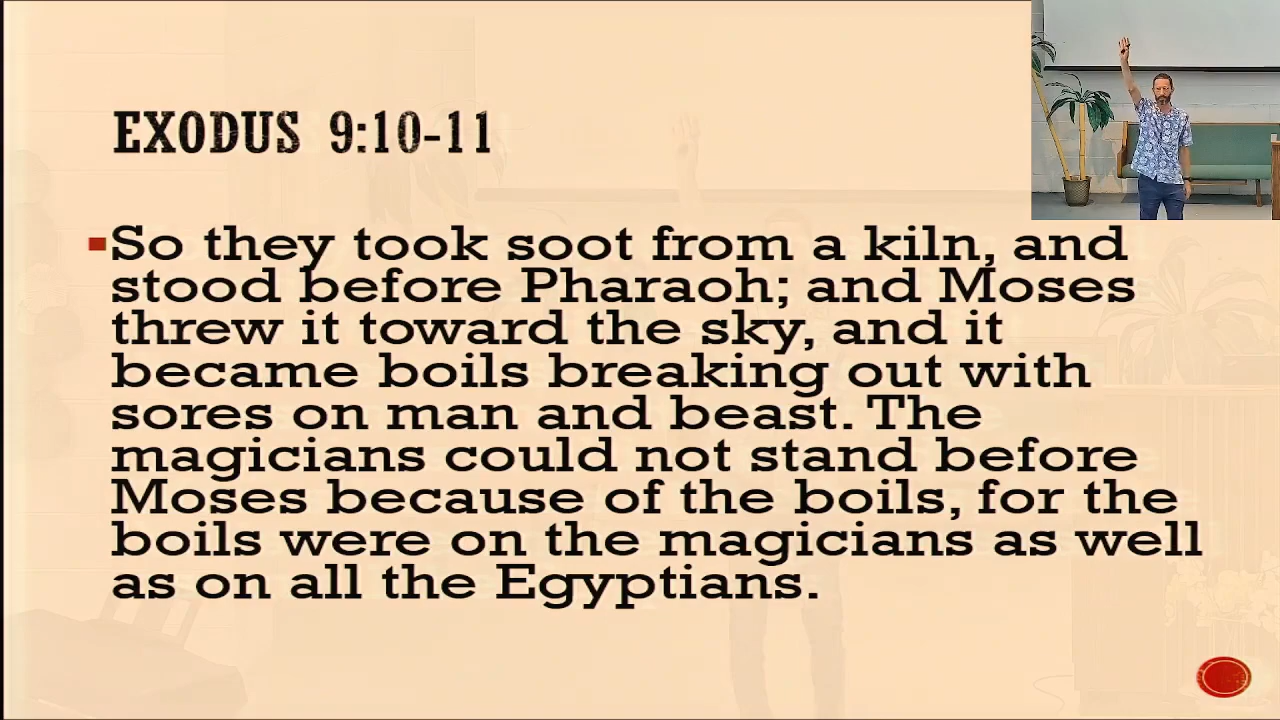 EXODUS 9:10-11
So they took soot from a kiln, and
stood before Pharaoh; and Moses
threw it toward the sky, and it
became boils breaking out with
sores on man and beast. The
magicians could not stand before
Moses because of the boils, for the
boils were on the magicians as well
as on all the Egyptians.